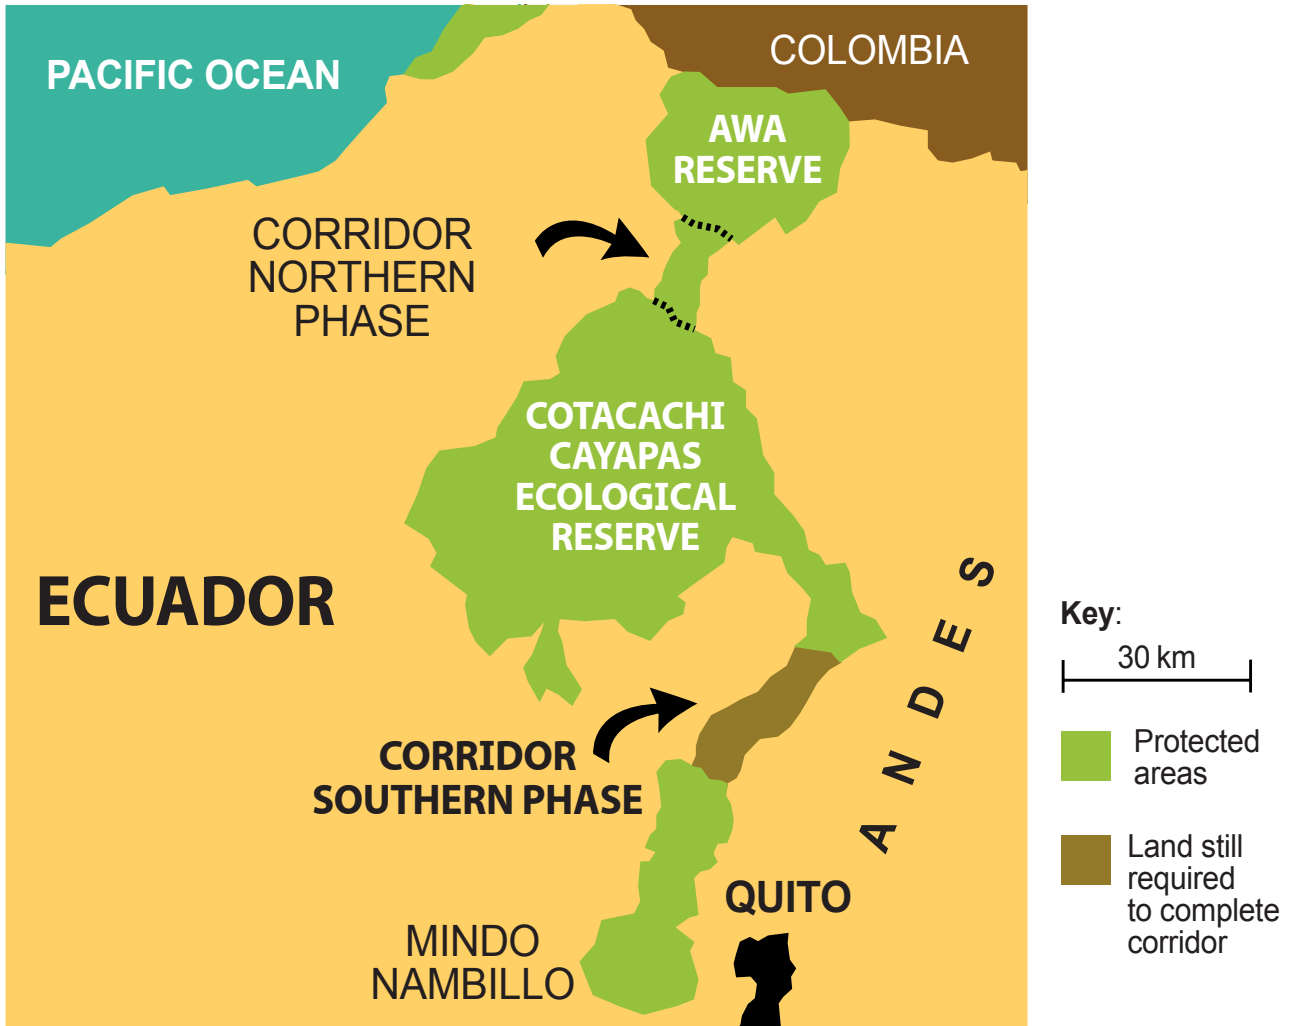 PACIFIC OCEAN
COLOMBIA
AWA
RESERVE
CORRIDOR
NORTHERN
PHASE
COTACACHI
CAYAPAS
ECOLOGICAL
RESERVE
ECUADOR
ANDES
CORRIDOR
SOUTHERN PHASE
QUITO
MINDO
NAMBILLO
Key:
30 km
Protected
areas
Land still
required
to complete
corridor